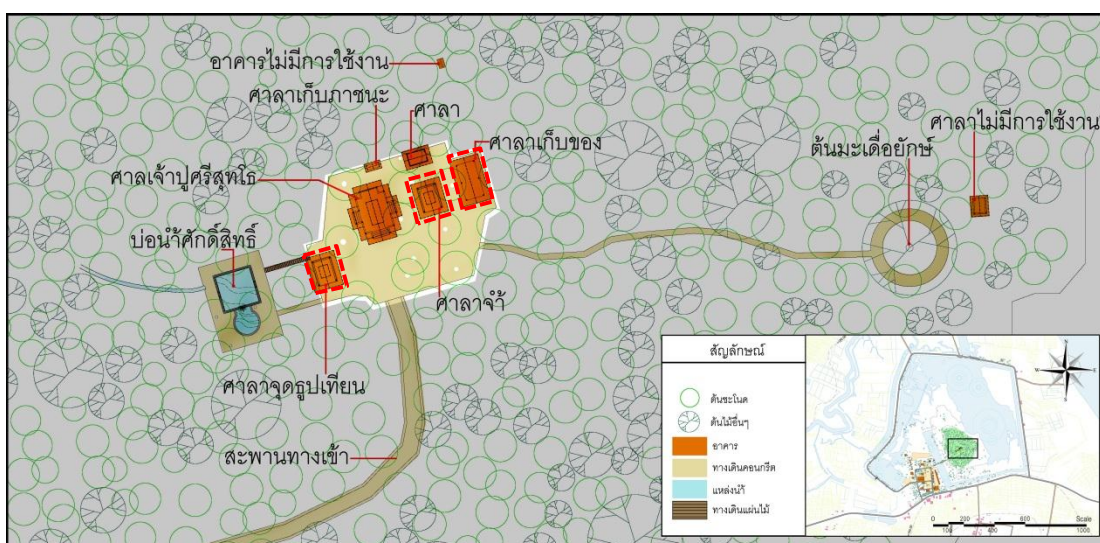 อาคารไม่มีการใช้งาน
ศาลาเก็บภาชนะ
ศาลา
ศาลาเก็บของ
ศาลาไม่มีการใช้งาน
ต้นมะเดื่อยักษ์
ศาลเจ้าปู่ศรีสุทโธ
บ่อน้ำศักดิ์สิทธิ์
ศาลาจ้ำ
ศาลาจุดธูปเทียน
สะพานทางเข้า
สัญลักษณ์
ต้นชะโนด
ต้นไม้อื่นๆ
อาคาร
ทางเดินคอนกรีต
แหล่งน้ำ
ทางเดินแผ่นไม้
N
W
E
S
0 200 600 Scale
100 400 1000